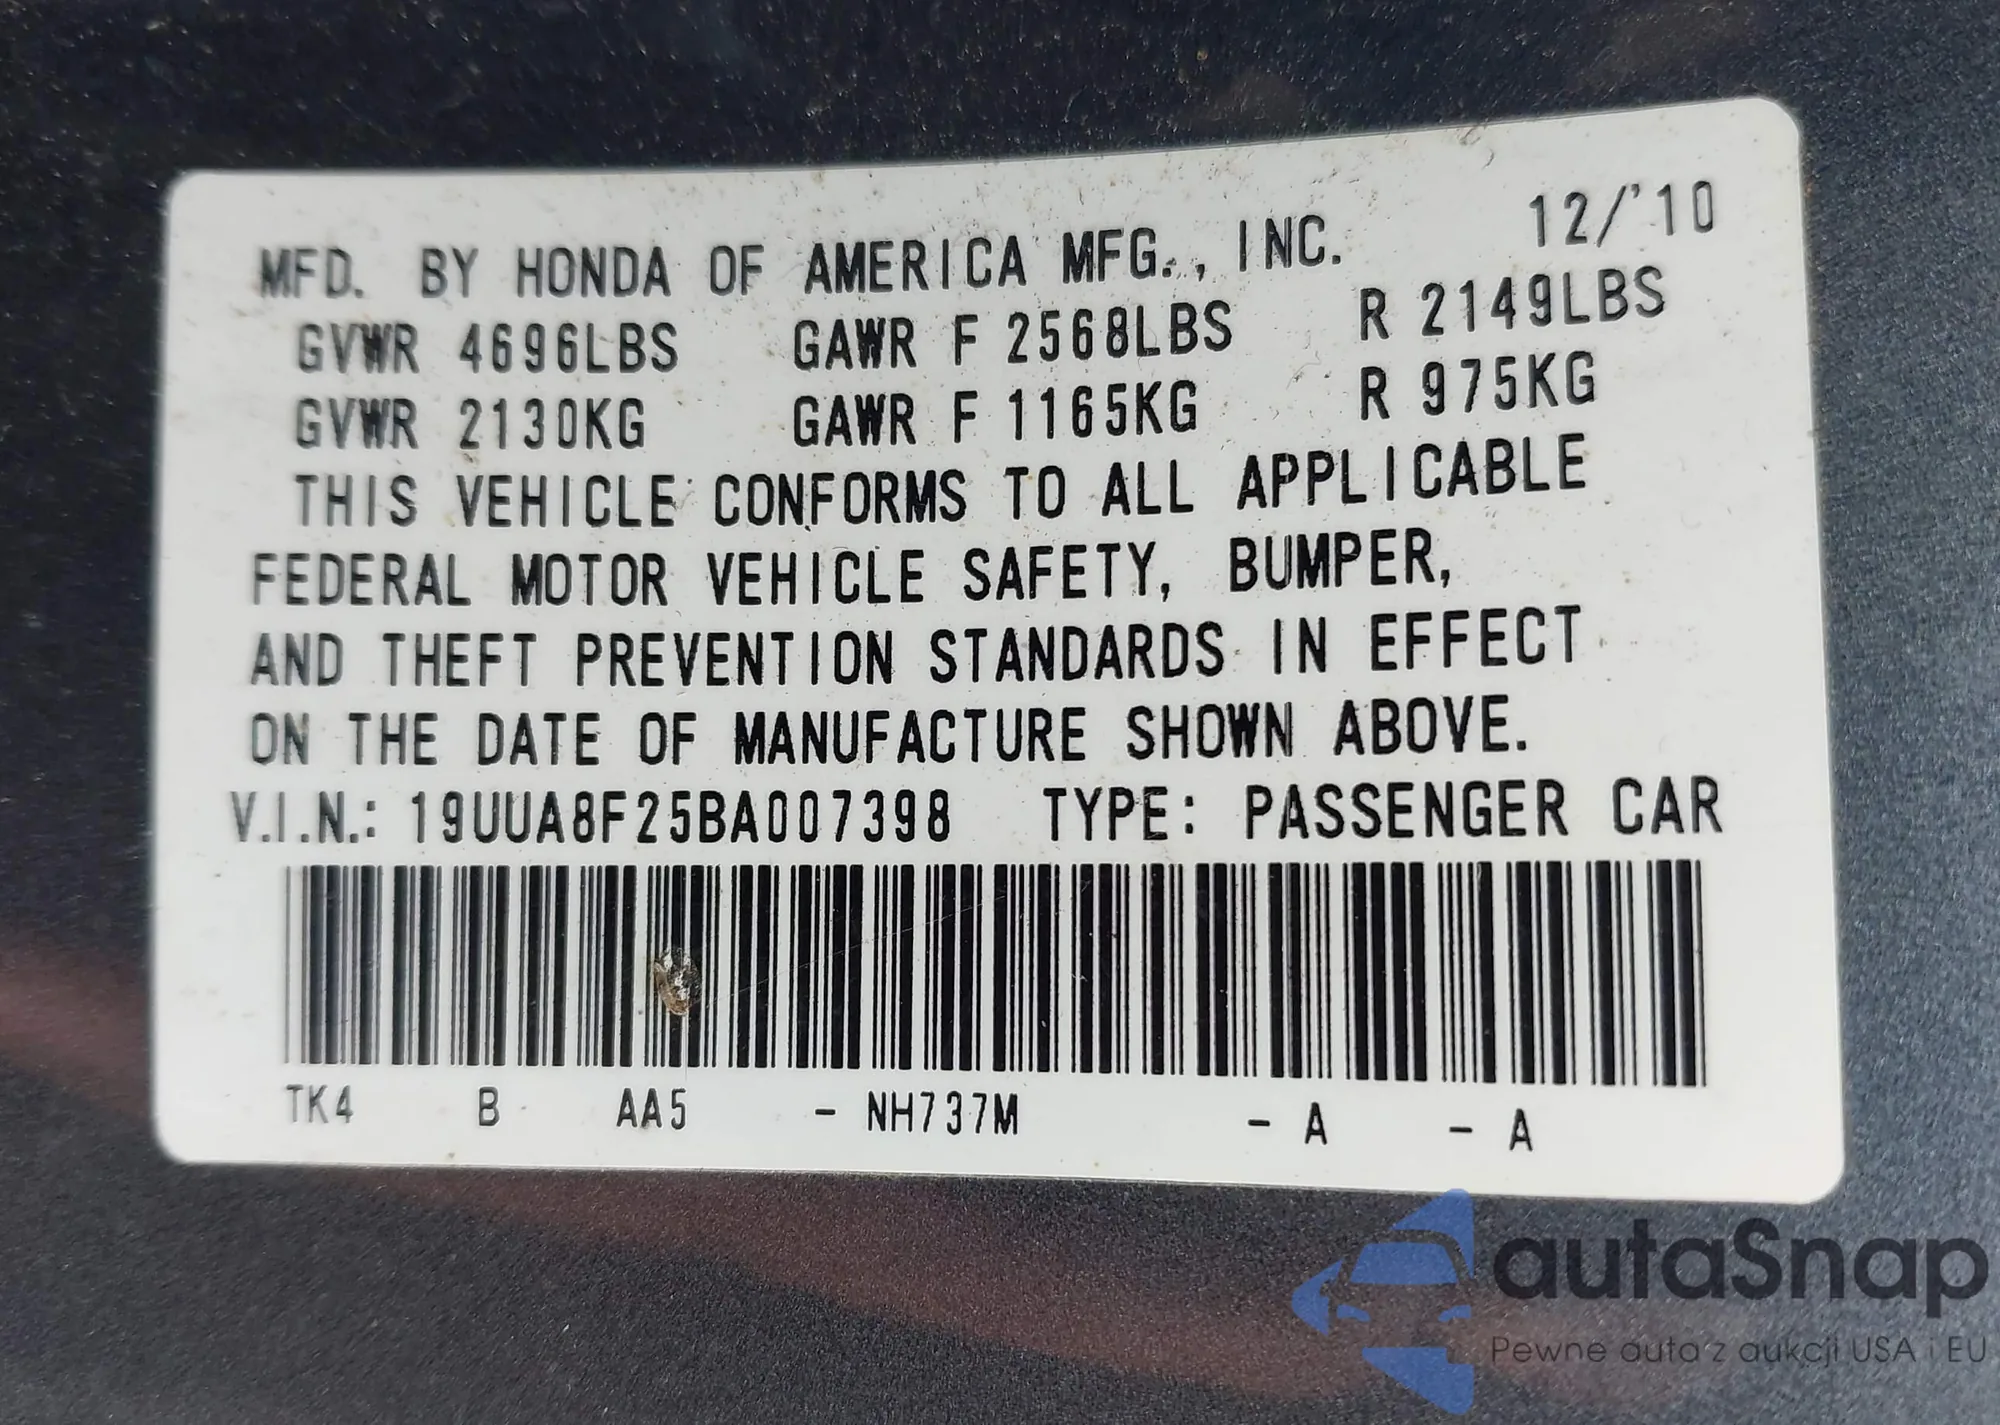 12/'10
MFD. BY HONDA OF AMERICA MFG., INC.
GVWR 4696LBS GAWR F 2568LBS R 2149LBS
GVWR 2130KG GAWR F 1165KG R 975KG
THIS VEHICLE CONFORMS TO ALL APPLICABLE
FEDERAL MOTOR VEHICLE SAFETY, BUMPER,
AND THEFT PREVENTION STANDARDS IN EFFECT
ON THE DATE OF MANUFACTURE SHOWN ABOVE.
V.I.N.: 19UUA8F25BA007398 TYPE: PASSENGER CAR
TK4 B AA5 - NH737M - A - A
autaSnap
Pewne auta z aukcji USA i EU